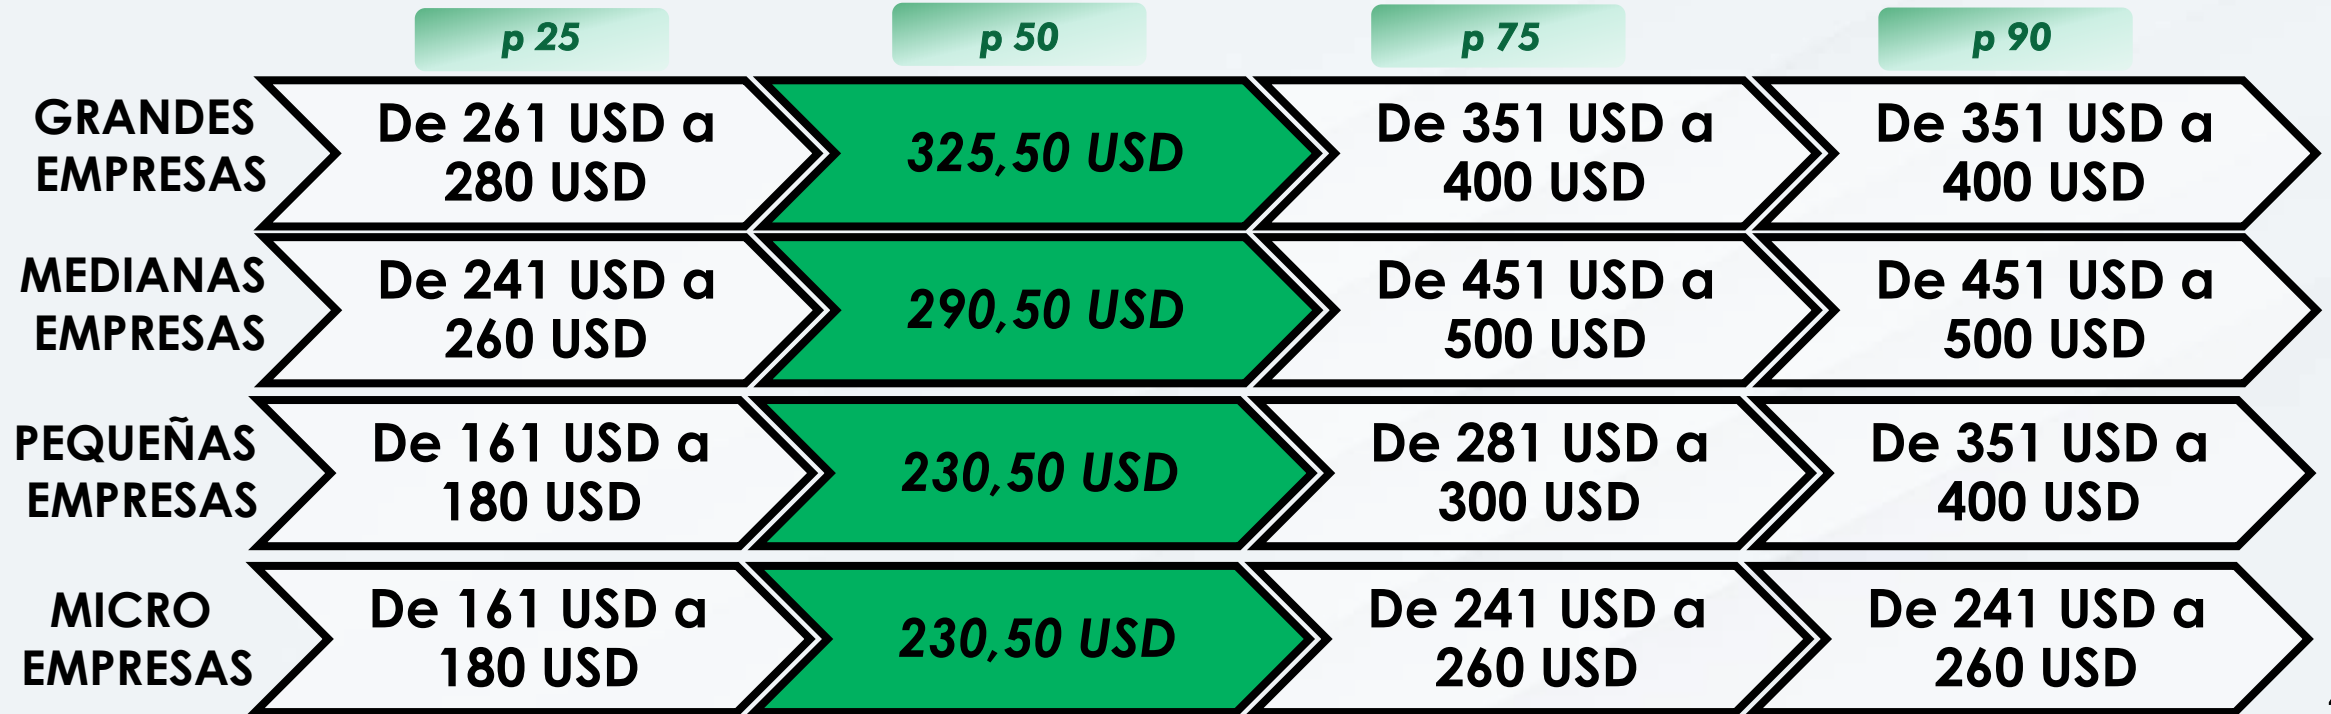 p 25
p 50
p 75
p 90
GRANDES
EMPRESAS
De 261 USD a
280 USD
325,50 USD
De 351 USD a
400 USD
De 351 USD a
400 USD
MEDIANAS
EMPRESAS
De 241 USD a
260 USD
290,50 USD
De 451 USD a
500 USD
De 451 USD a
500 USD
PEQUEÑAS
EMPRESAS
De 161 USD a
180 USD
230,50 USD
De 281 USD a
300 USD
De 351 USD a
400 USD
MICRO
EMPRESAS
De 161 USD a
180 USD
230,50 USD
De 241 USD a
260 USD
De 241 USD a
260 USD